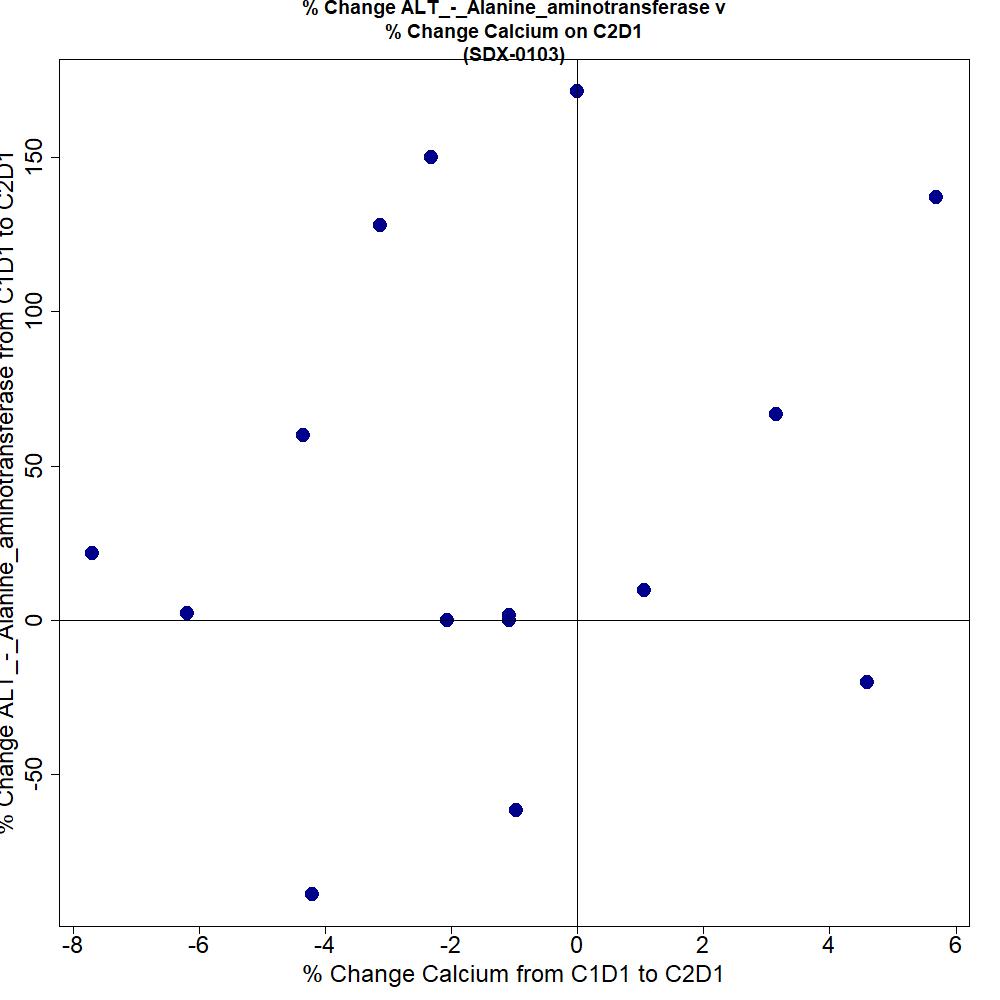 % Change ALT_-_Alanine_aminotransferase v
% Change Calcium on C2D1
(SDX-0103)
% Change ALT_-_Alanine_aminotransferase from C1D1 to C2D1
150
100
50
0
-50
-8 -6 -4 -2 0 2 4 6
% Change Calcium from C1D1 to C2D1